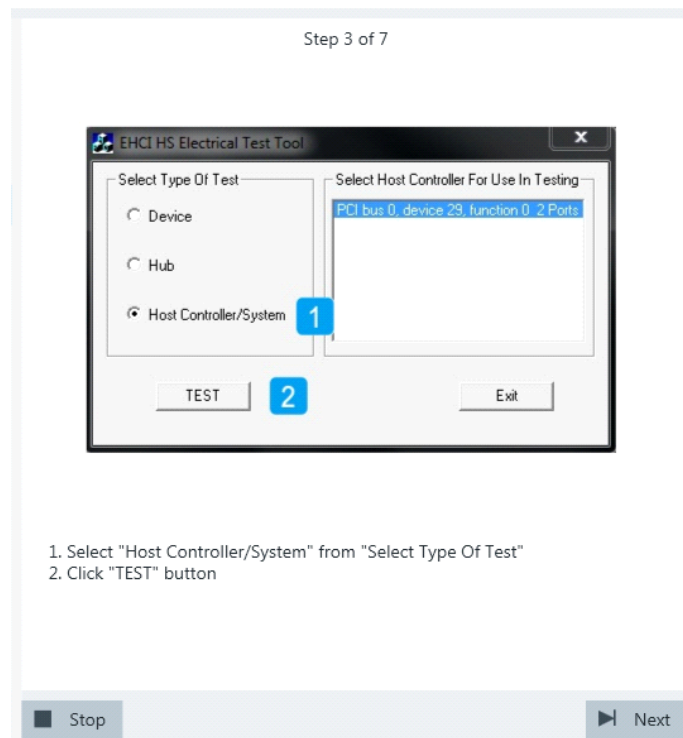 Step 3 of 7
EHCI HS Electrical Test Tool
x
Select Type Of Test
Select Host Controller For Use In Testing
Device
PCI bus 0, device 29, function 0 2 Ports
Hub
Host Controller/System
1
TEST
2
Exit
1. Select "Host Controller/System" from "Select Type Of Test"
2. Click "TEST" button
Stop
Next